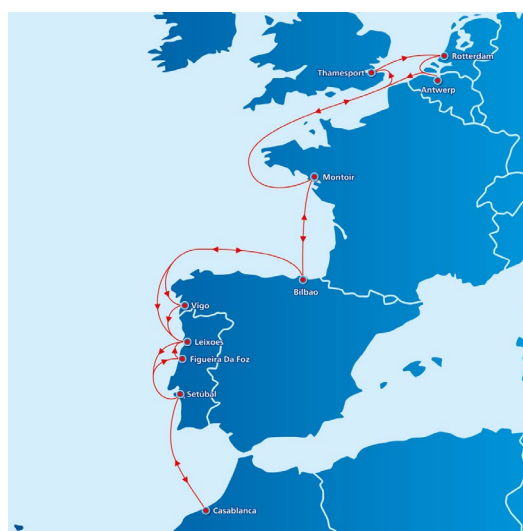 Rotterdam
Thamesport
Antwerp
Montoir
Bilbao
Vigo
Leixoes
Figueira Da Foz
Setúbal
Casablanca